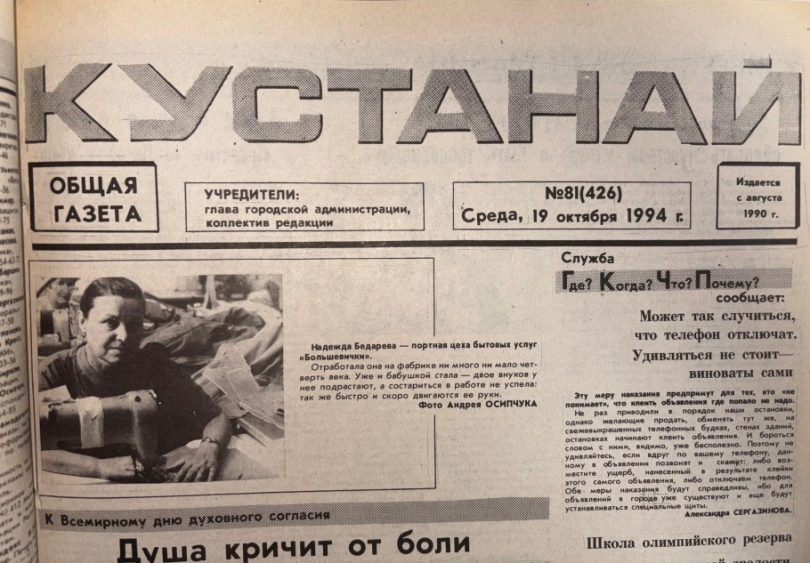 КУСТАНАЙ
ОБЩАЯ
ГАЗЕТА
УЧРЕДИТЕЛИ:
глава городской администрации,
коллектив редакции
№81(426)
Среда, 19 октября 1994 г.
Издается
с августа
1990 г.
Надежда Бедарева — портная цеха бытовых услуг
«Большевички».
Отработала она на фабрике ни много ни мало чет-
верть века. Уже и бабушкой стала — двое внуков у
нее подрастают, а состариться в работе не успела:
так же быстро и скоро двигаются ее руки.
Фото Андрея ОСИПЧУКА
К Всемирному дню духовного согласия
Душа кричит от боли
Служба
Где? Когда? Что? Почему?
сообщает:
Может так случиться,
что телефон отключат.
Удивляться не стоит—
виноваты сами
Эту меру наказания предпримут для тех, кто «не
понимает», что клеить объявления где попало не надо.
Не раз приводили в порядок наши остановки,
однако желающие продать, обменять тут же, на
свежевыкрашенных телефонных будках, стенах зданий,
остановках начинают клеить объявления. И бороться
словом с ними, видимо, уже бесполезно. Поэтому не
удивляйтесь, если вдруг по вашему телефону, дан-
ному в объявлении позвонят и скажут: либо воз-
местите ущерб, нанесенный в результате клейки
этого самого объявления, либо отключаем телефон.
Обе меры наказания будут справедливы, ибо для
объявлений в городе уже существуют и еще будут
устанавливаться специальные щиты.
Александра СЕРГАЗИНОВА.
Школа олимпийского резерва